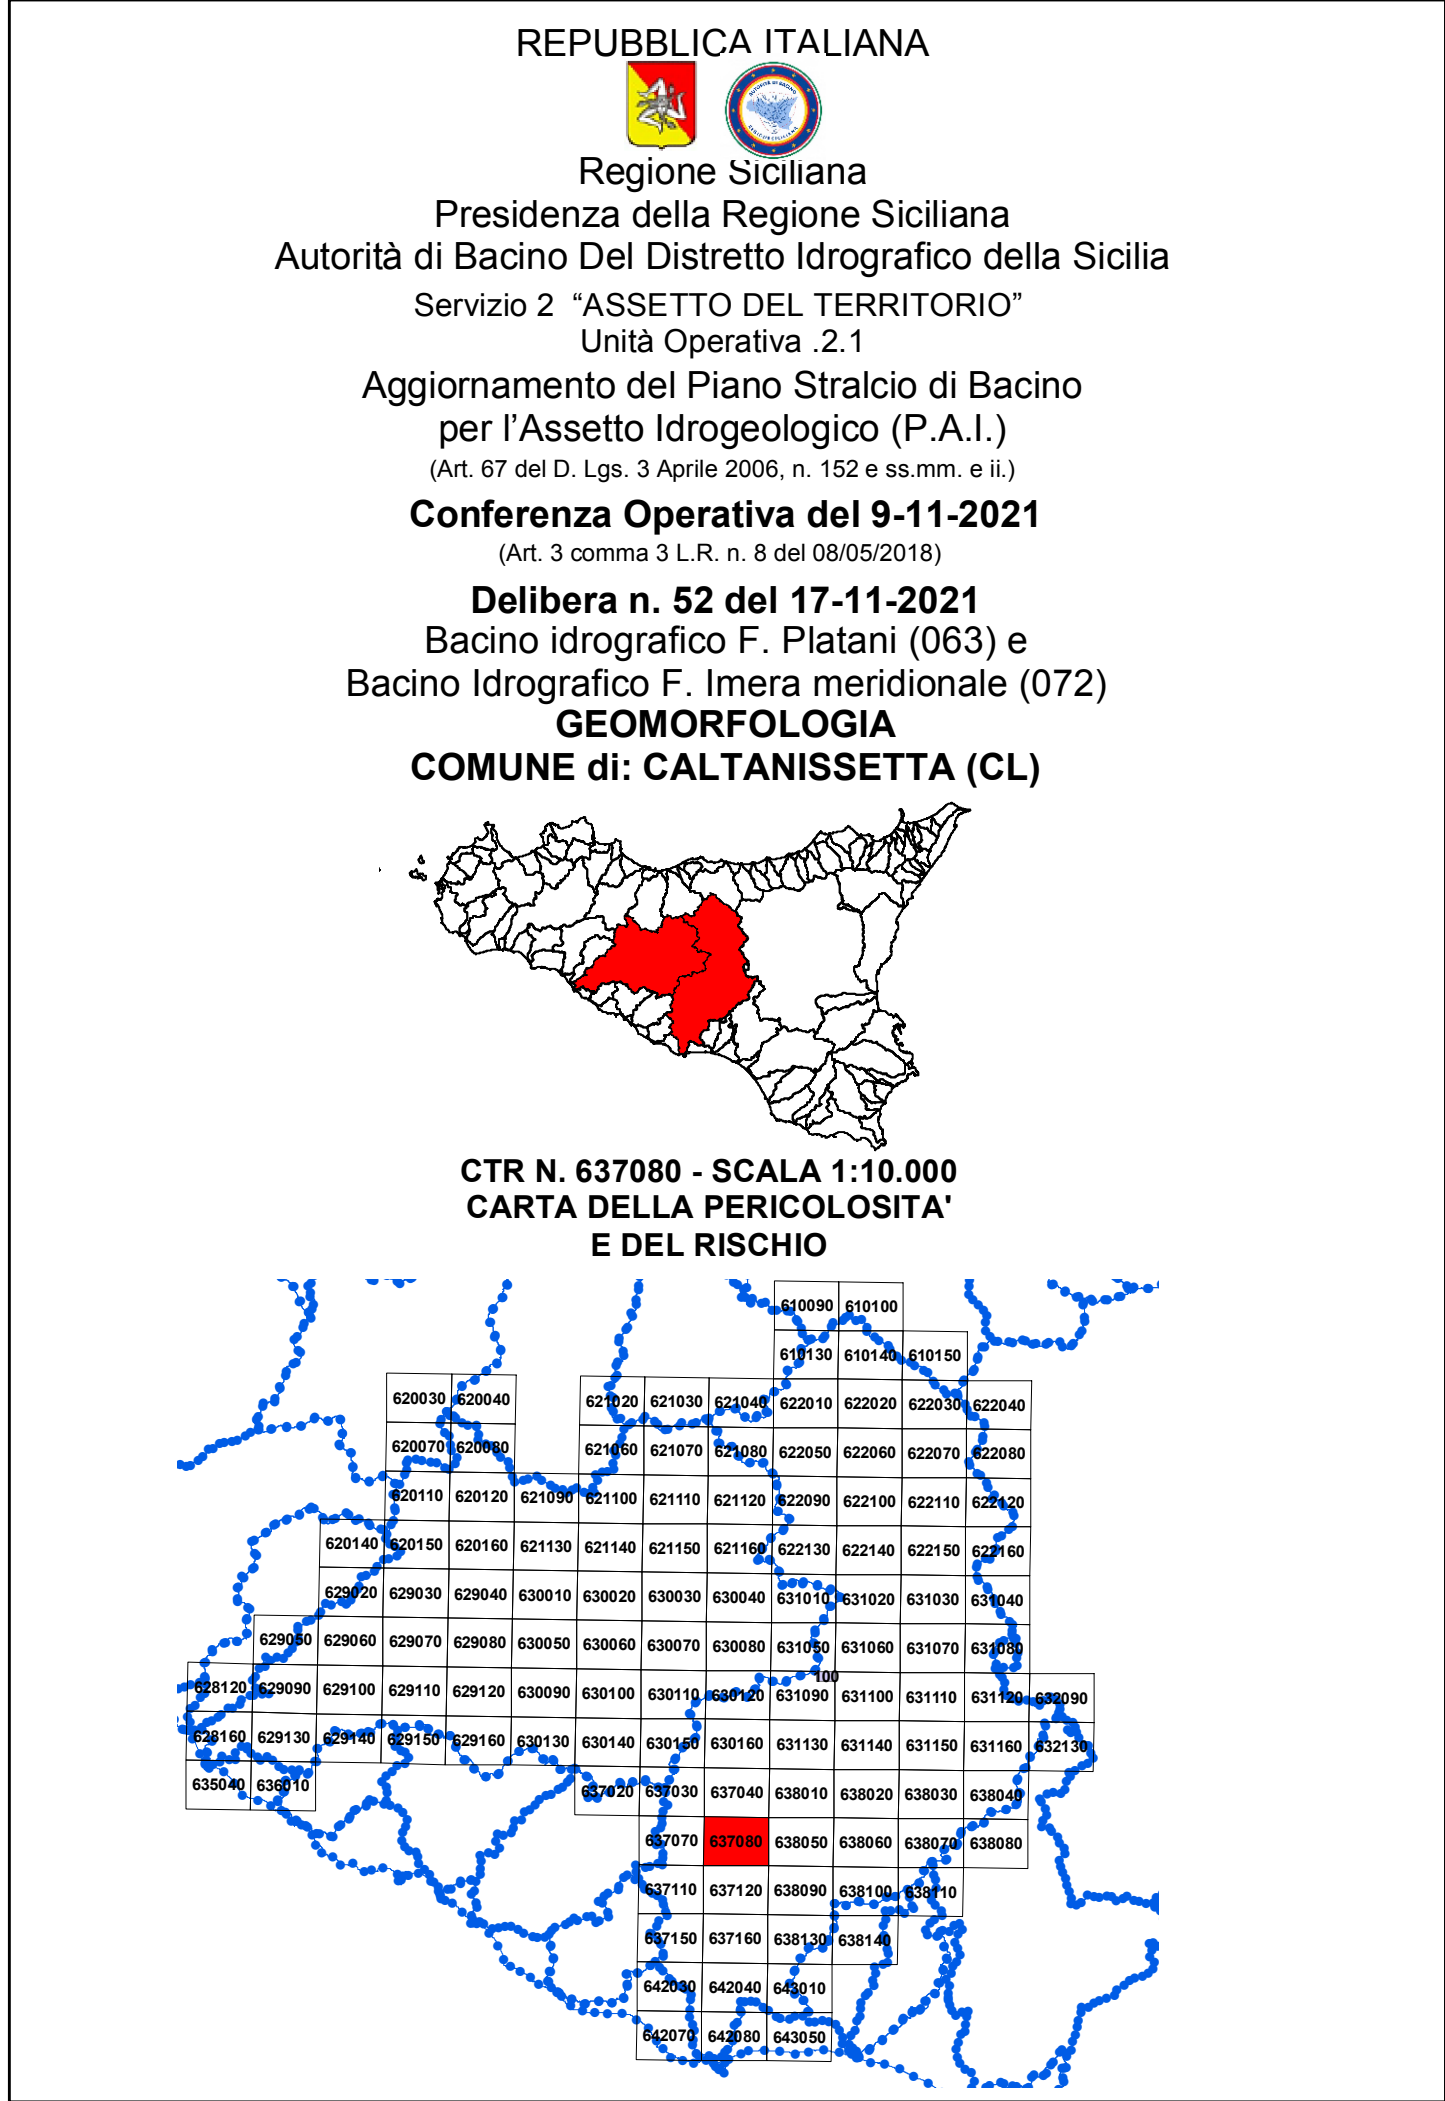 REPUBBLICA ITALIANA
AUTORITÀ DI BACINO
Regione Siciliana
Presidenza della Regione Siciliana
Autorità di Bacino Del Distretto Idrografico della Sicilia
Servizio 2 “ASSETTO DEL TERRITORIO”
Unità Operativa .2.1
Aggiornamento del Piano Stralcio di Bacino
per l’Assetto Idrogeologico (P.A.I.)
(Art. 67 del D. Lgs. 3 Aprile 2006, n. 152 e ss.mm. e ii.)
Conferenza Operativa del 9-11-2021
(Art. 3 comma 3 L.R. n. 8 del 08/05/2018)
Delibera n. 52 del 17-11-2021
Bacino idrografico F. Platani (063) e
Bacino Idrografico F. Imera meridionale (072)
GEOMORFOLOGIA
COMUNE di: CALTANISSETTA (CL)
CTR N. 637080 - SCALA 1:10.000
CARTA DELLA PERICOLOSITA'
E DEL RISCHIO
610090 610100
610130 610140 610150
620030 620040 621020 621030 621040 622010 622020 622030 622040
620070 620080 621060 621070 621080 622050 622060 622070 622080
620110 620120 621090 621100 621110 621120 622090 622100 622110 622120
620140 620150 620160 621130 621140 621150 621160 622130 622140 622150 622160
629020 629030 629040 630010 630020 630030 630040 631010 631020 631030 631040
629050 629060 629070 629080 630050 630060 630070 630080 631050 631060 631070 631080
100
628120 629090 629100 629110 629120 630090 630100 630110 630120 631090 631100 631110 631120 632090
628160 629130 629140 629150 629160 630130 630140 630150 630160 631130 631140 631150 631160 632130
635040 636010 637020 637030 637040 638010 638020 638030 638040
637070 637080 638050 638060 638070 638080
637110 637120 638090 638100 638110
637150 637160 638130 638140
642030 642040 643010
642070 642080 643050